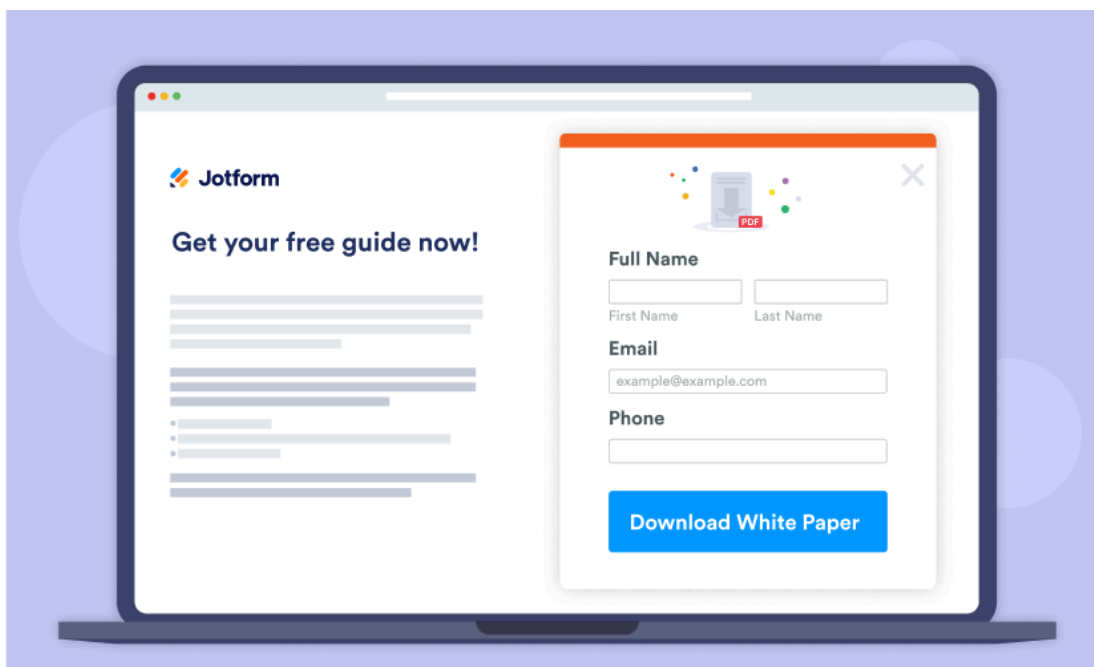 Jotform
Get your free guide now!
PDF
Full Name
First Name Last Name
Email
example@example.com
Phone
Download White Paper